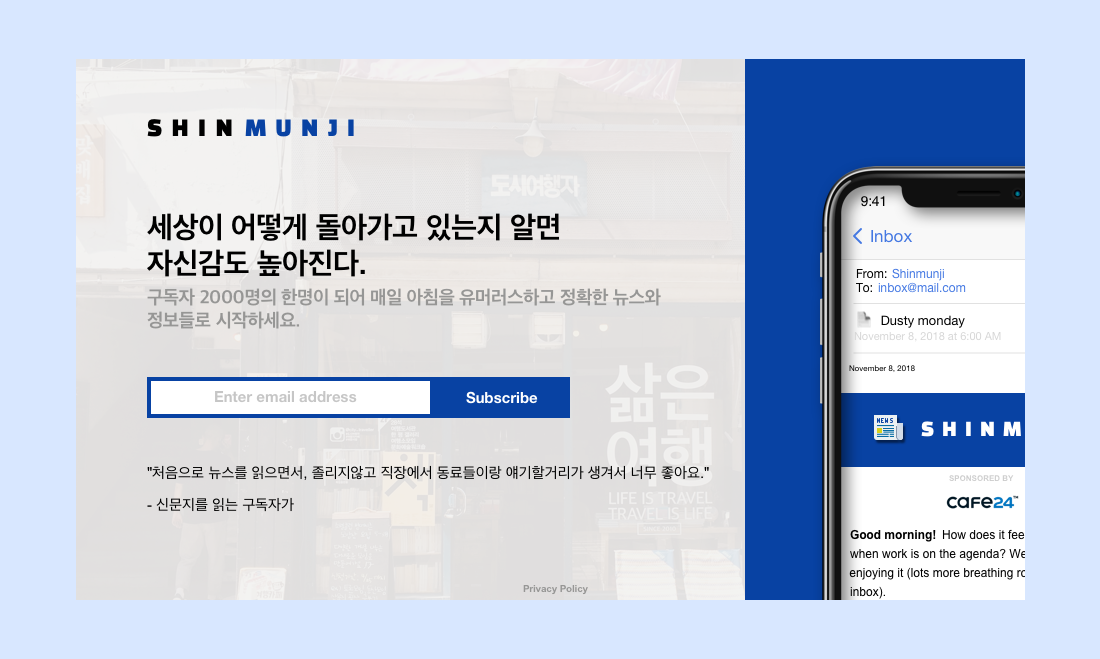 SHINMUNJI
도시여행자
세상이 어떻게 돌아가고 있는지 알면
자신감도 높아진다.
구독자 2000명의 한명이 되어 매일 아침을 유머러스하고 정확한 뉴스와
정보들로 시작하세요.
Enter email address
Subscribe
삶은
여행
LIFE IS TRAVEL
TRAVEL IS LIFE
"처음으로 뉴스를 읽으면서, 졸리지않고 직장에서 동료들이랑 얘기할거리가 생겨서 너무 좋아요."
- 신문지를 읽는 구독자가
Privacy Policy
9:41
Inbox
From: Shinmunji
To: inbox@mail.com
Dusty monday
November 8, 2018 at 6:00 AM
November 8, 2018
NEWS
SHINM
SPONSORED BY
cafe24™
Good morning! How does it fee
when work is on the agenda? We
enjoying it (lots more breathing ro
inbox).